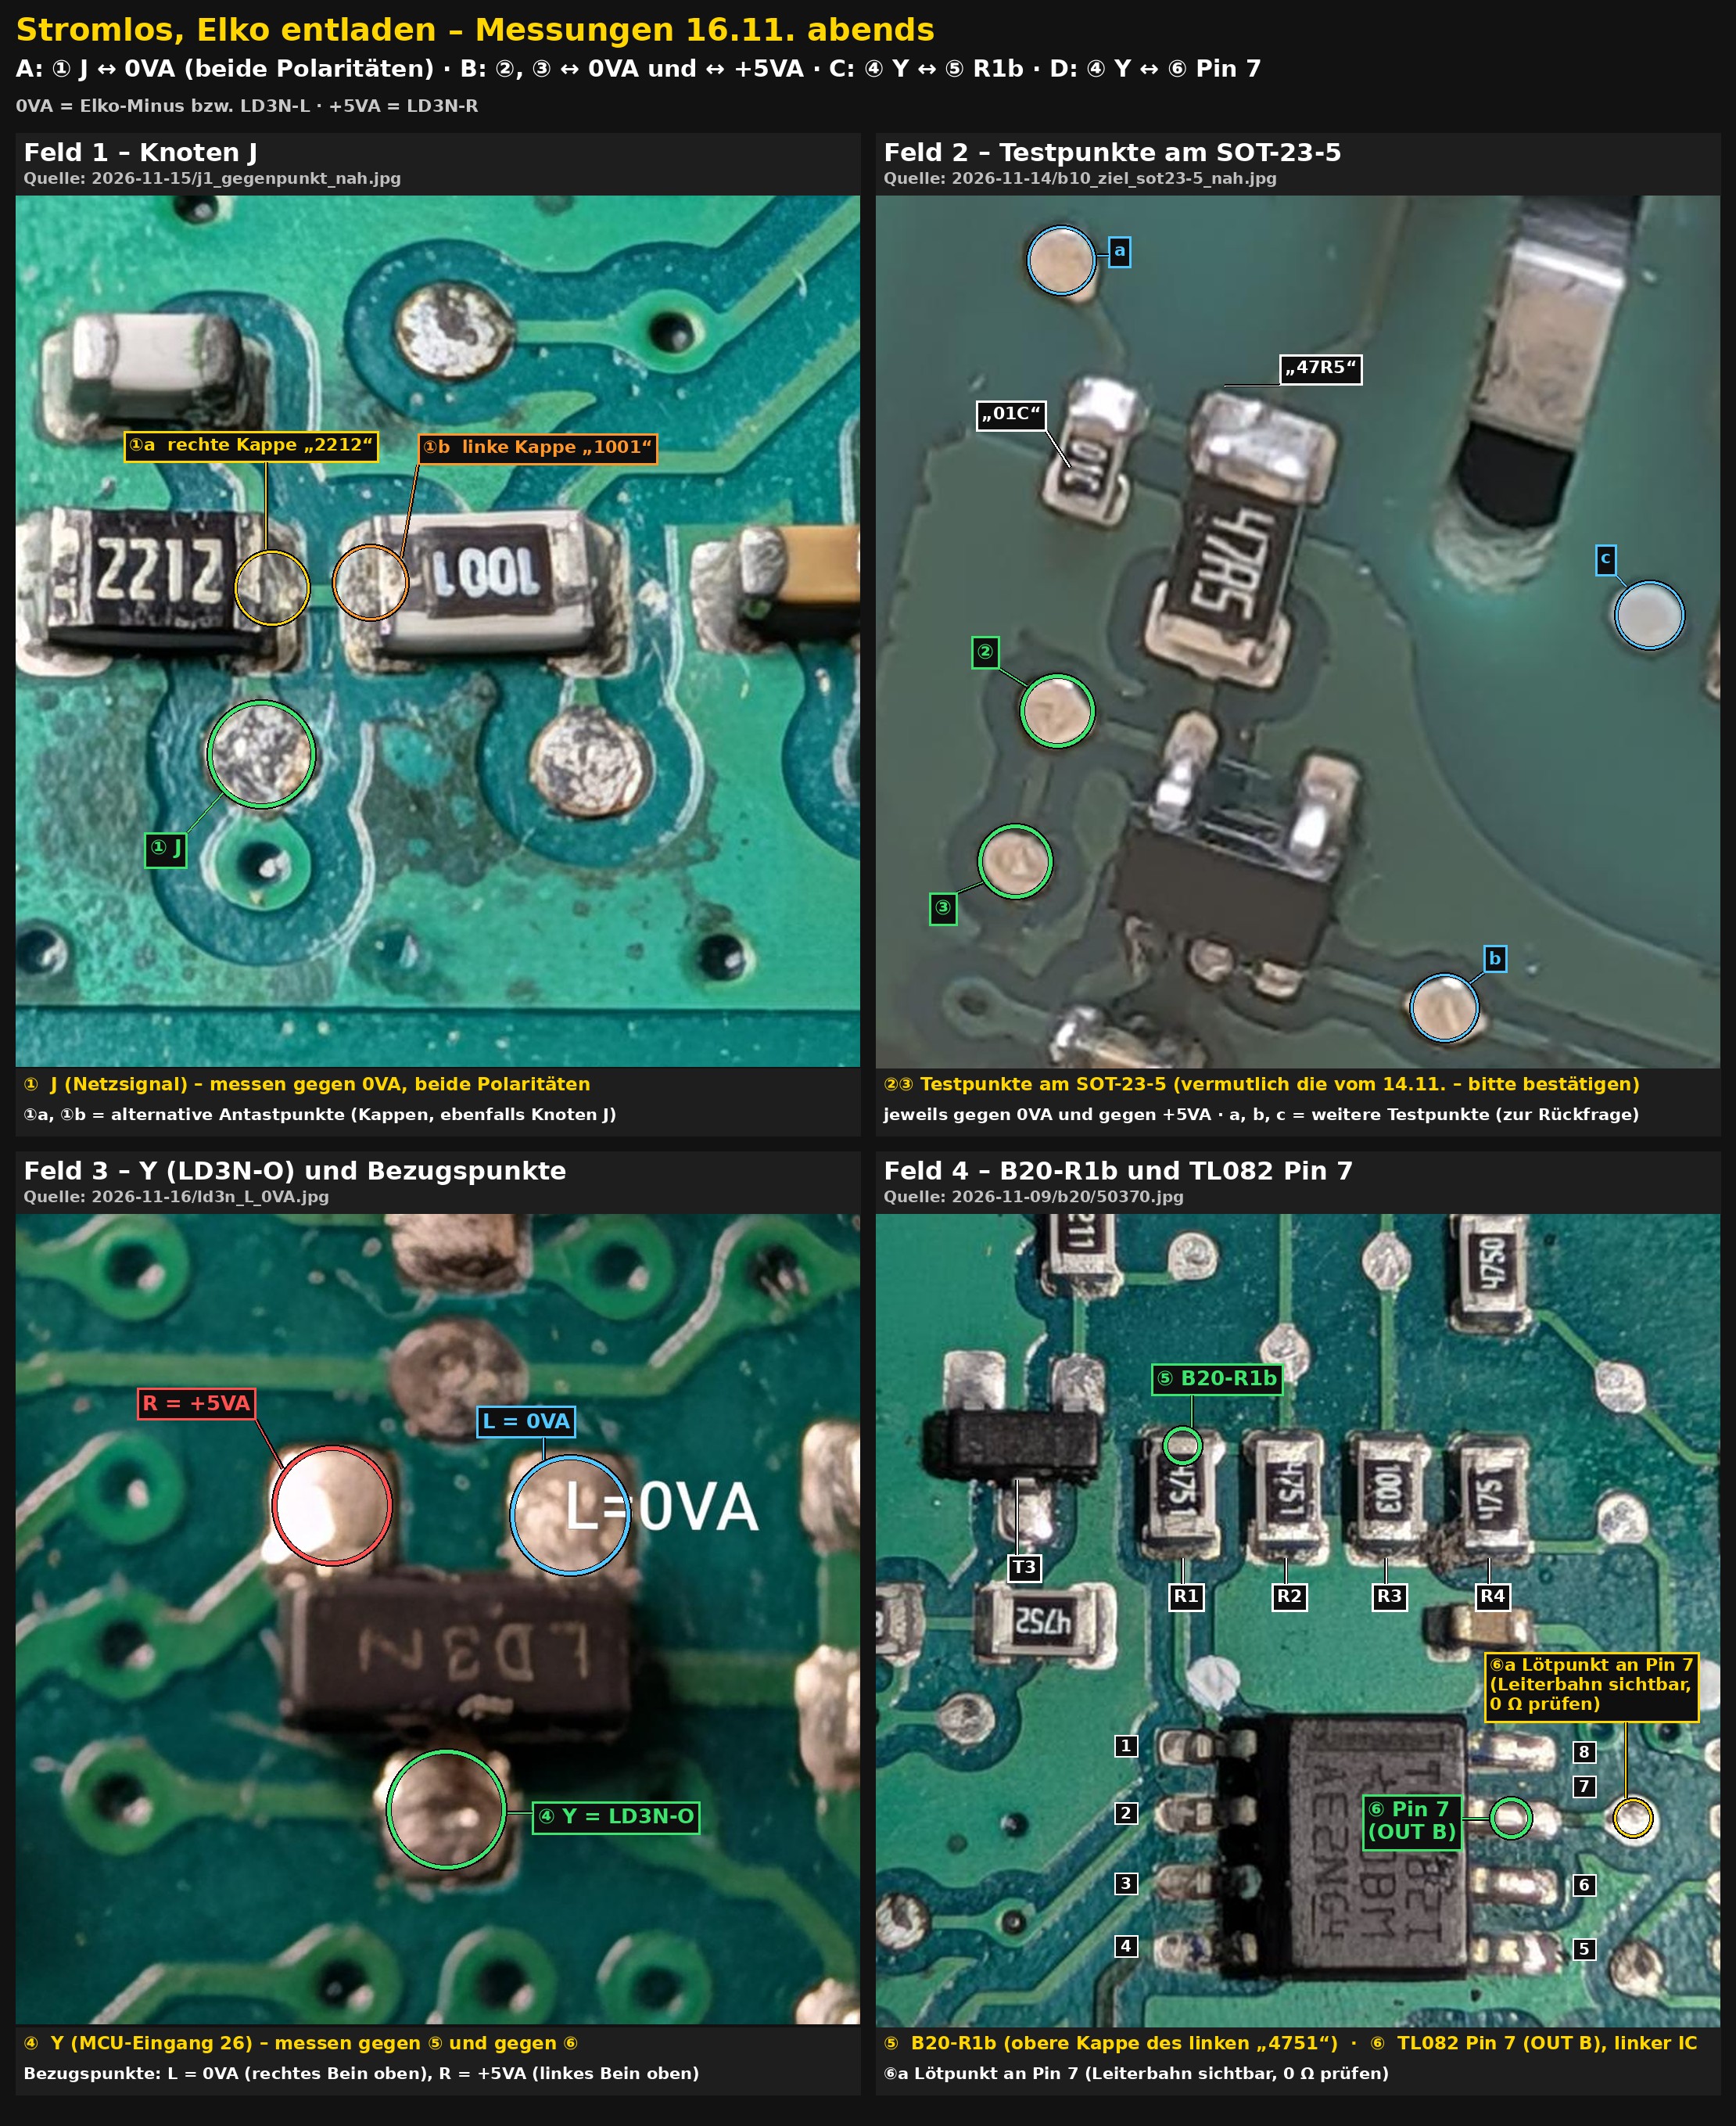 Stromlos, Elko entladen – Messungen 16.11. abends
A: ① J ↔ 0VA (beide Polaritäten) · B: ②, ③ ↔ 0VA und ↔ +5VA · C: ④ Y ↔ ⑤ R1b · D: ④ Y ↔ ⑥ Pin 7
0VA = Elko-Minus bzw. LD3N-L · +5VA = LD3N-R
Feld 1 – Knoten J
Quelle: 2026-11-15/j1_gegenpunkt_nah.jpg
①a rechte Kappe „2212“
①b linke Kappe „1001“
2212
1001
① J
① J (Netzsignal) – messen gegen 0VA, beide Polaritäten
①a, ①b = alternative Antastpunkte (Kappen, ebenfalls Knoten J)
Feld 2 – Testpunkte am SOT-23-5
Quelle: 2026-11-14/b10_ziel_sot23-5_nah.jpg
a
„47R5“
„01C“
01C
47R5
c
②
③
b
②③ Testpunkte am SOT-23-5 (vermutlich die vom 14.11. – bitte bestätigen)
jeweils gegen 0VA und gegen +5VA · a, b, c = weitere Testpunkte (zur Rückfrage)
Feld 3 – Y (LD3N-O) und Bezugspunkte
Quelle: 2026-11-16/ld3n_L_0VA.jpg
R = +5VA
L = 0VA
L=0VA
LD3N
④ Y = LD3N-O
④ Y (MCU-Eingang 26) – messen gegen ⑤ und gegen ⑥
Bezugspunkte: L = 0VA (rechtes Bein oben), R = +5VA (linkes Bein oben)
Feld 4 – B20-R1b und TL082 Pin 7
Quelle: 2026-11-09/b20/50370.jpg
211
4750
⑤ B20-R1b
4751
4751
1003
475
T3
R1
R2
R3
R4
4752
⑥a Lötpunkt an Pin 7
(Leiterbahn sichtbar,
0 Ω prüfen)
1
8
7
2
⑥ Pin 7
(OUT B)
3
6
4
5
⑤ B20-R1b (obere Kappe des linken „4751“) · ⑥ TL082 Pin 7 (OUT B), linker IC
⑥a Lötpunkt an Pin 7 (Leiterbahn sichtbar, 0 Ω prüfen)